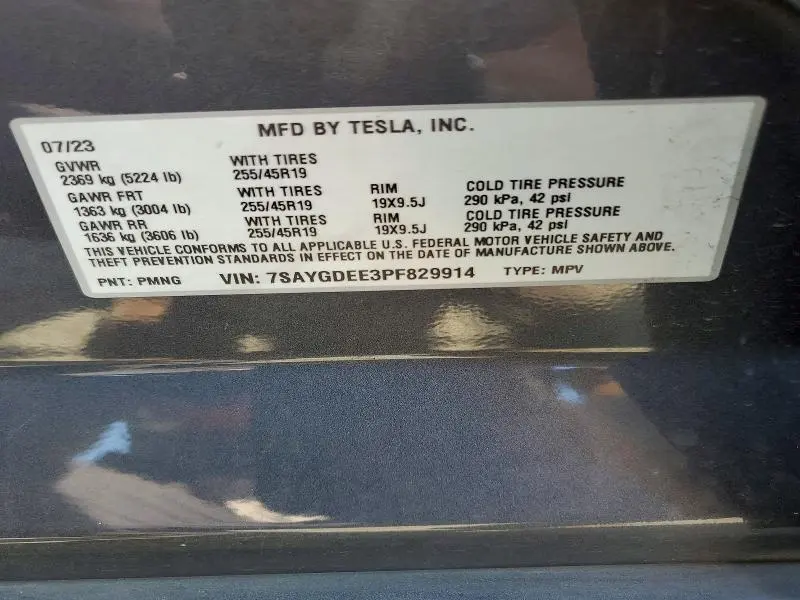 07/23 MFD BY TESLA, INC.
GVWR WITH TIRES
2369 kg (5224 lb) 255/45R19
GAWR FRT WITH TIRES RIM COLD TIRE PRESSURE
1363 kg (3004 lb) 255/45R19 19X9.5J 290 kPa, 42 psi
GAWR RR WITH TIRES RIM COLD TIRE PRESSURE
1636 kg (3606 lb) 255/45R19 19X9.5J 290 kPa, 42 psi
THIS VEHICLE CONFORMS TO ALL APPLICABLE U.S. FEDERAL MOTOR VEHICLE SAFETY AND
THEFT PREVENTION STANDARDS IN EFFECT ON THE DATE OF MANUFACTURE SHOWN ABOVE.
PNT: PMNG VIN: 7SAYGDEE3PF829914 TYPE: MPV